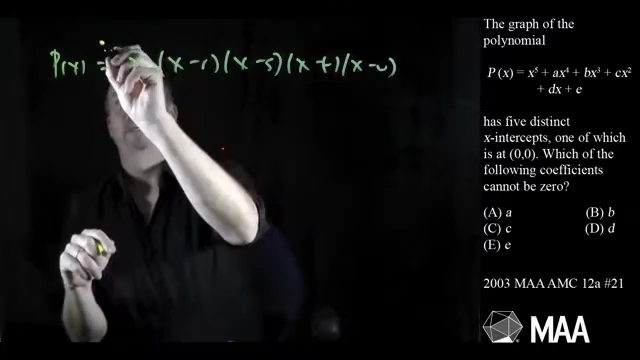 P(x) = x (x-r)(x-s)(x-t)(x-u)
The graph of the
polynomial
P (x) = x⁵ + ax⁴ + bx³ + cx²
+ dx + e
has five distinct
x-intercepts, one of which
is at (0,0). Which of the
following coefficients
cannot be zero?
(A) a (B) b
(C) c (D) d
(E) e
2003 MAA AMC 12a #21
MAA